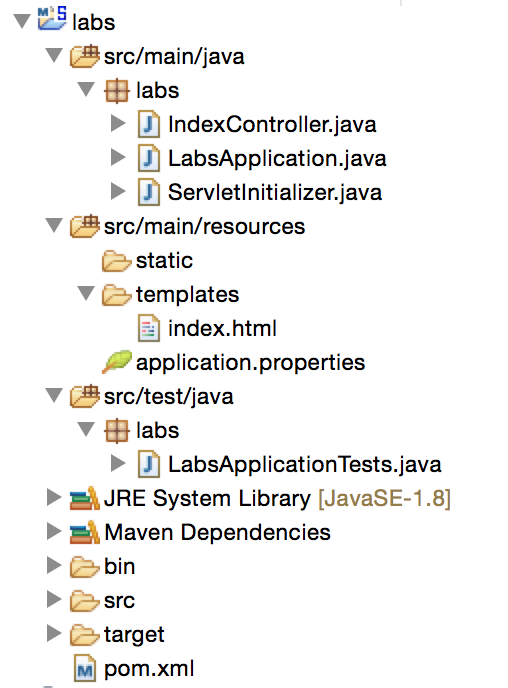 labs
src/main/java
labs
IndexController.java
LabsApplication.java
ServletInitializer.java
src/main/resources
static
templates
index.html
application.properties
src/test/java
labs
LabsApplicationTests.java
JRE System Library [JavaSE-1.8]
Maven Dependencies
bin
src
target
pom.xml